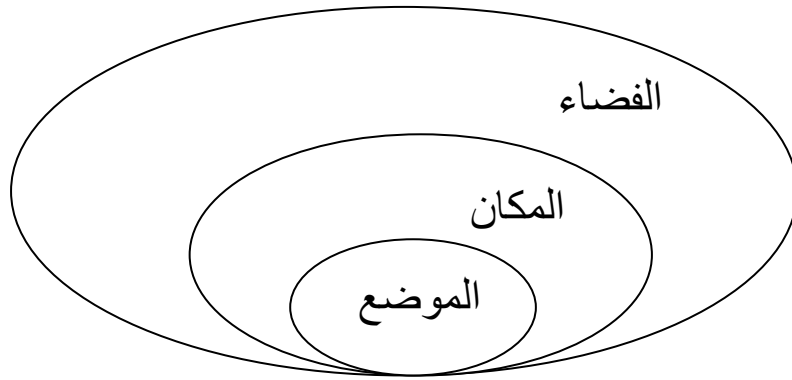 الفضاء
المكان
الموضع